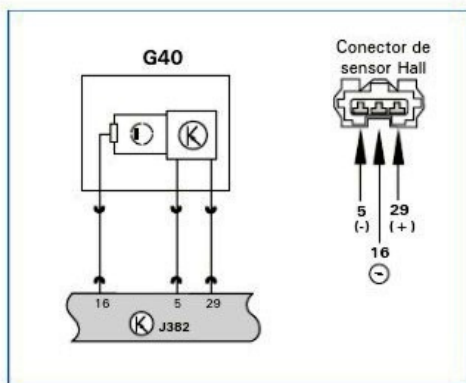 G40
Conector de
sensor Hall
5
(-)
29
(+)
16
16 5 29
K J382
K